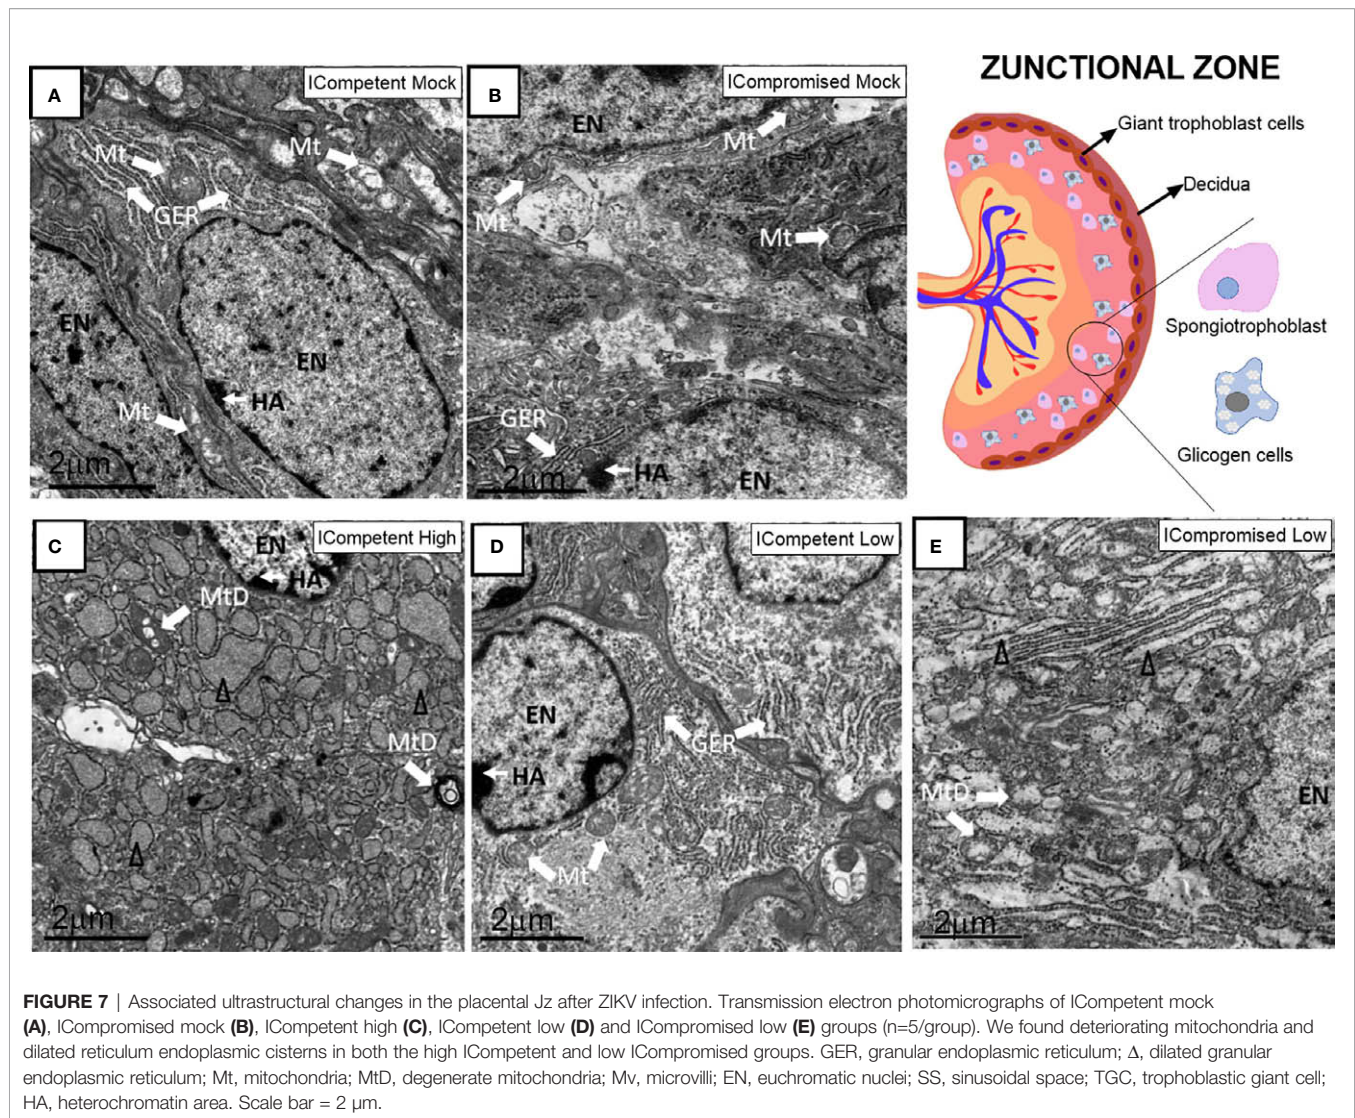 ZUNCTIONAL ZONE
A
ICompetent Mock
Mt
Mt
GER
EN
EN
HA
Mt
2μm
B
ICompromised Mock
EN
Mt
Mt
Mt
GER
HA
EN
2μm
Giant trophoblast cells
Decidua
Spongiotrophoblast
Glicogen cells
C
ICompetent High
EN
HA
MtD
Δ
Δ
MtD
Δ
2μm
D
ICompetent Low
EN
GER
HA
Mt
2μm
E
ICompromised Low
Δ
Δ
MtD
EN
2μm
FIGURE 7 | Associated ultrastructural changes in the placental Jz after ZIKV infection. Transmission electron photomicrographs of ICompetent mock
(A), ICompromised mock (B), ICompetent high (C), ICompetent low (D) and ICompromised low (E) groups (n=5/group). We found deteriorating mitochondria and
dilated reticulum endoplasmic cisterns in both the high ICompetent and low ICompromised groups. GER, granular endoplasmic reticulum; Δ, dilated granular
endoplasmic reticulum; Mt, mitochondria; MtD, degenerate mitochondria; Mv, microvilli; EN, euchromatic nuclei; SS, sinusoidal space; TGC, trophoblastic giant cell;
HA, heterochromatin area. Scale bar = 2 μm.